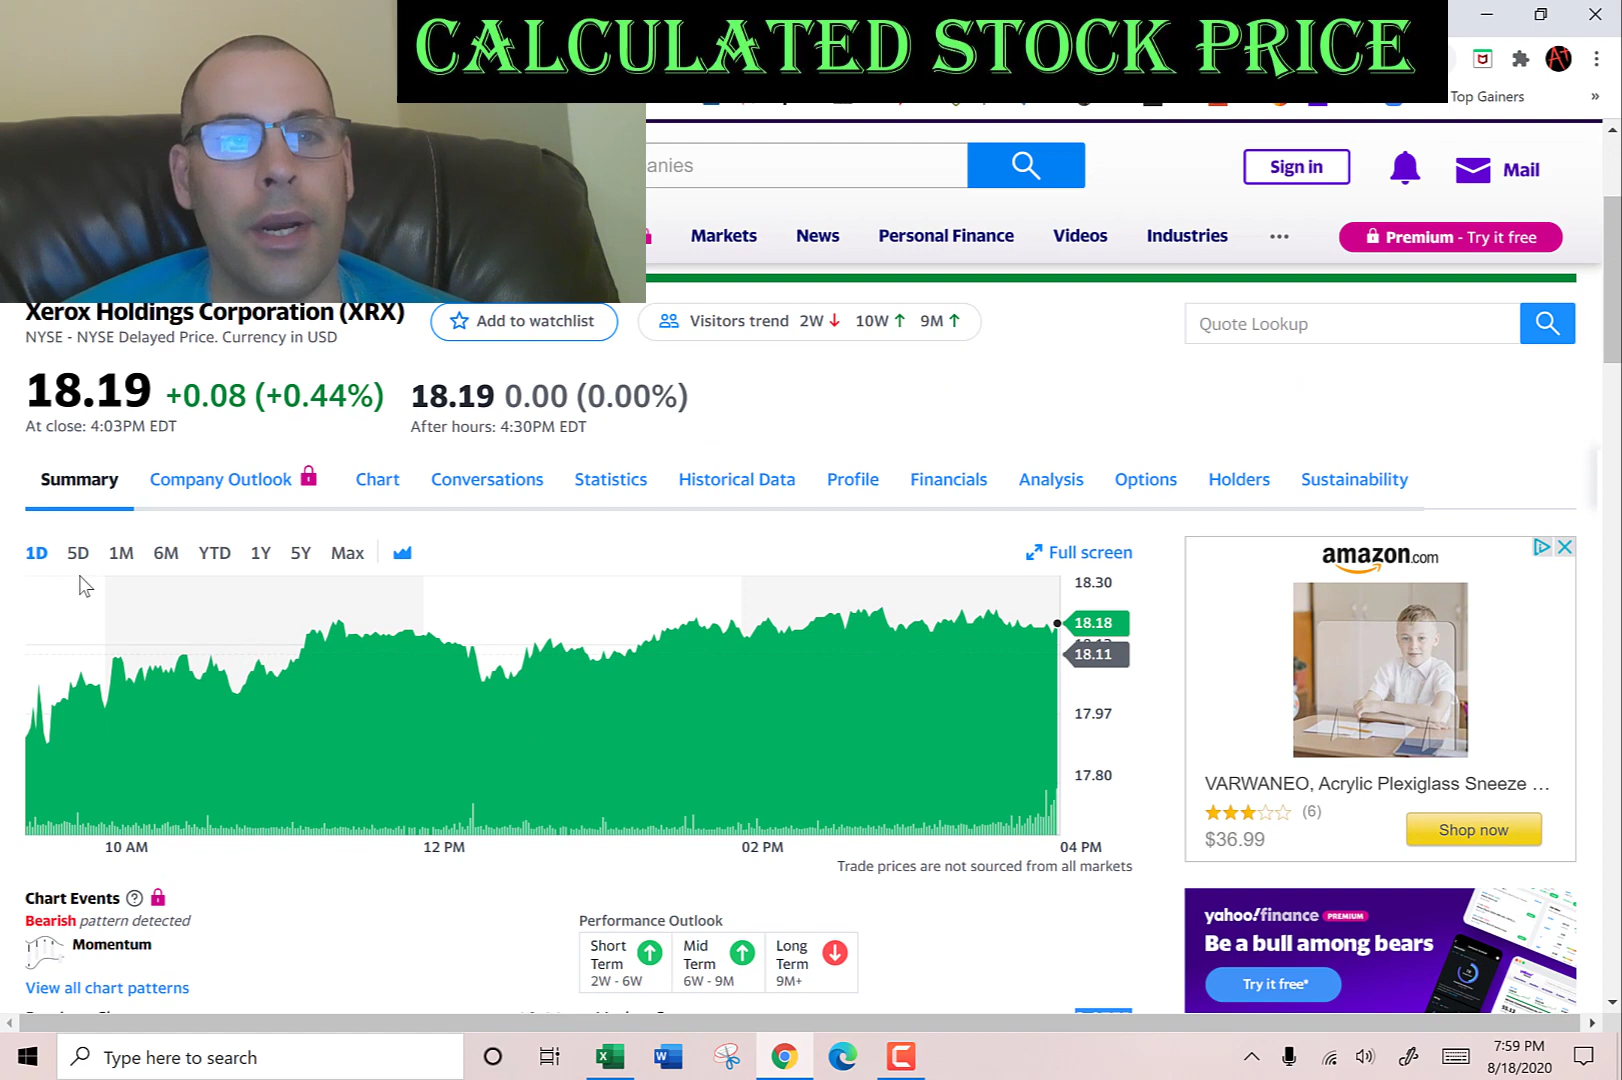 CALCULATED STOCK PRICE
Top Gainers »
anies
Sign in
Mail
Markets News Personal Finance Videos Industries ••• Premium - Try it free
Xerox Holdings Corporation (XRX)
NYSE - NYSE Delayed Price. Currency in USD
Add to watchlist
Visitors trend 2W ↓ 10W ↑ 9M ↑
Quote Lookup
18.19 +0.08 (+0.44%)
At close: 4:03PM EDT
18.19 0.00 (0.00%)
After hours: 4:30PM EDT
Summary Company Outlook Chart Conversations Statistics Historical Data Profile Financials Analysis Options Holders Sustainability
1D 5D 1M 6M YTD 1Y 5Y Max
Full screen
18.30
18.18
18.11
17.97
17.80
10 AM 12 PM 02 PM 04 PM
Trade prices are not sourced from all markets
amazon.com
VARWANEO, Acrylic Plexiglass Sneeze ...
(6)
$36.99
Shop now
Chart Events
Bearish pattern detected
Momentum
View all chart patterns
Performance Outlook
Short Term 2W - 6W
Mid Term 6W - 9M
Long Term 9M+
yahoo!finance PREMIUM
Be a bull among bears
Try it free*
Type here to search
7:59 PM
8/18/2020